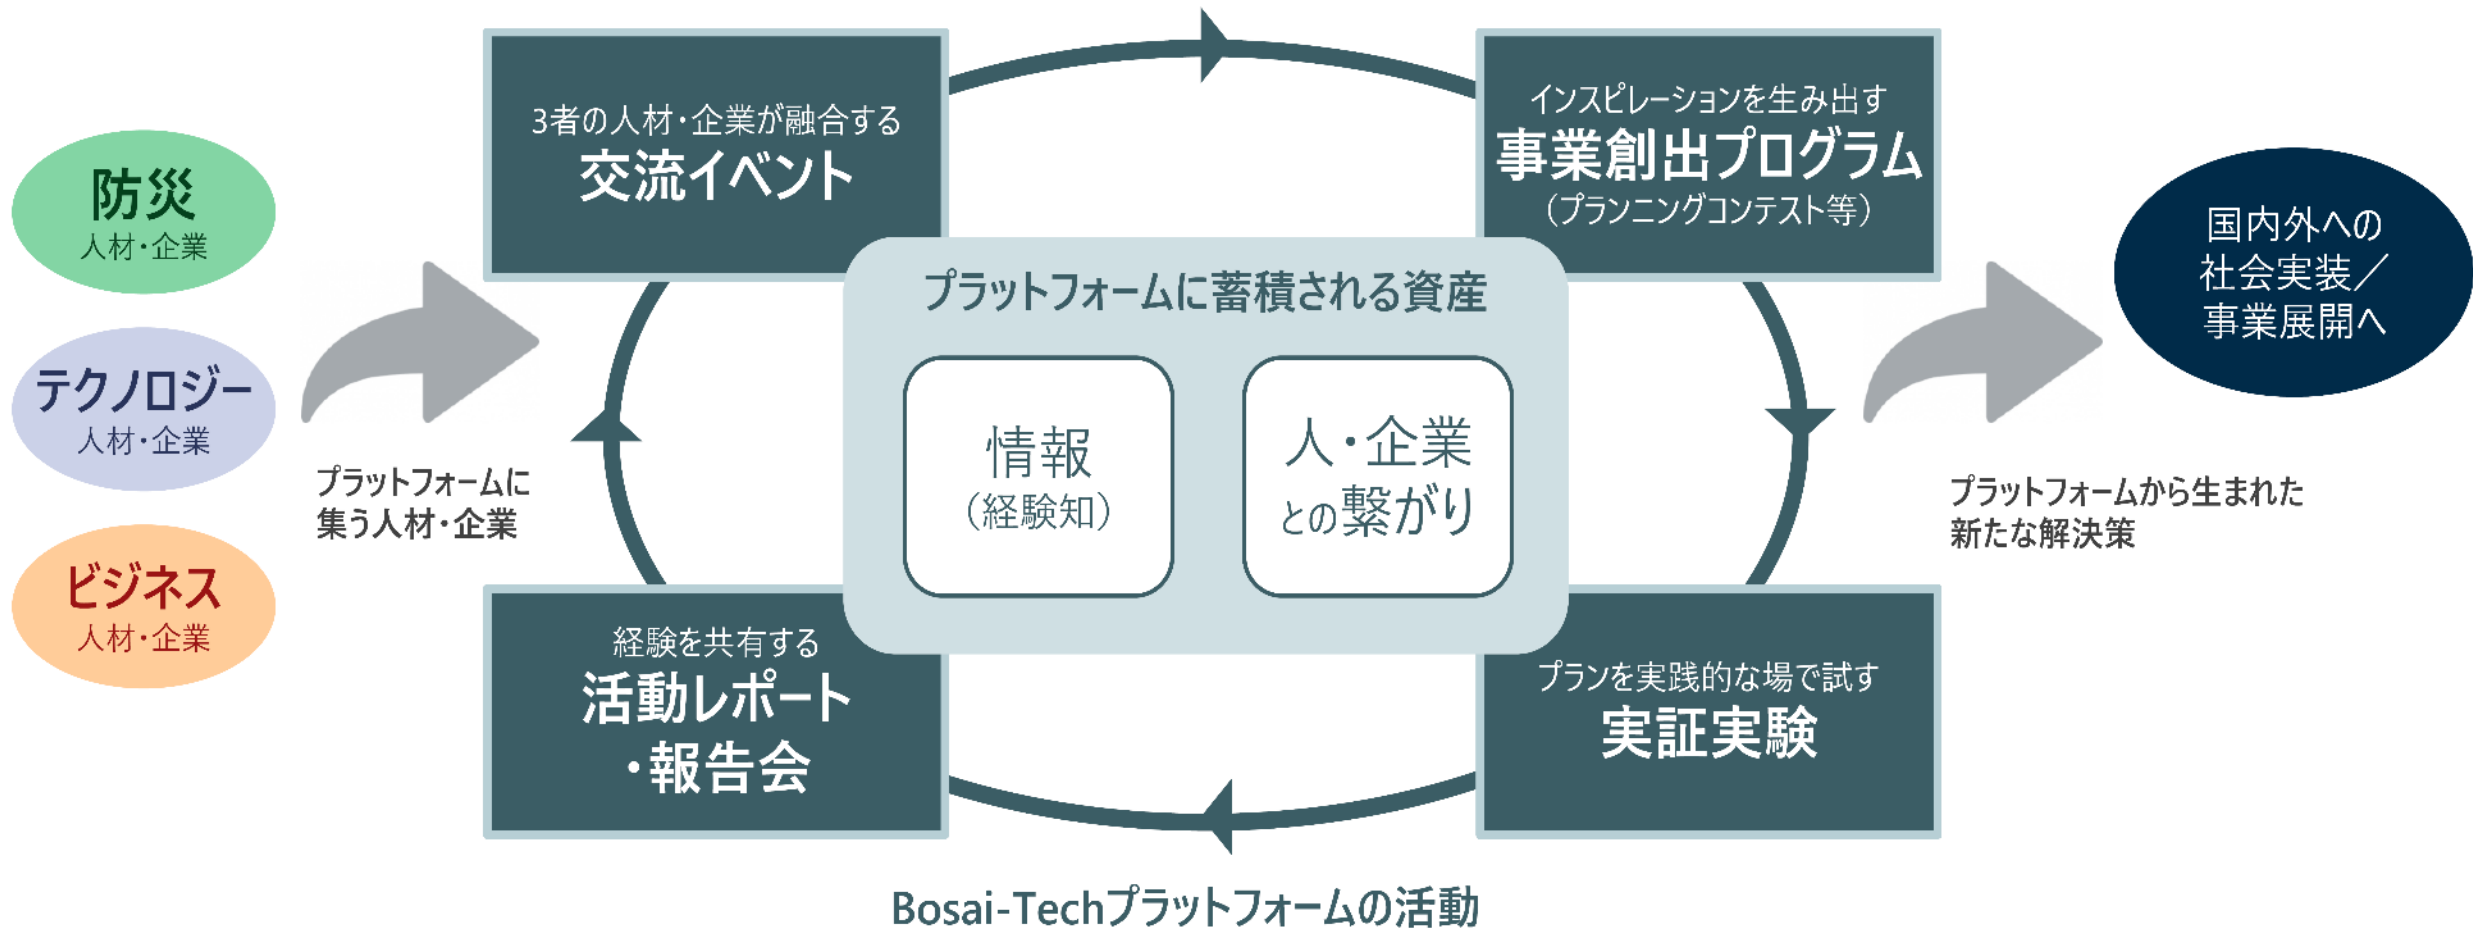 防災
人材・企業
テクノロジー
人材・企業
ビジネス
人材・企業
プラットフォームに
集う人材・企業
3者の人材・企業が融合する
交流イベント
インスピレーションを生み出す
事業創出プログラム
（プランニングコンテスト等）
プラットフォームに蓄積される資産
情報
（経験知）
人・企業
との繋がり
経験を共有する
活動レポート
・報告会
プランを実践的な場で試す
実証実験
プラットフォームから生まれた
新たな解決策
国内外への
社会実装／
事業展開へ
Bosai-Techプラットフォームの活動